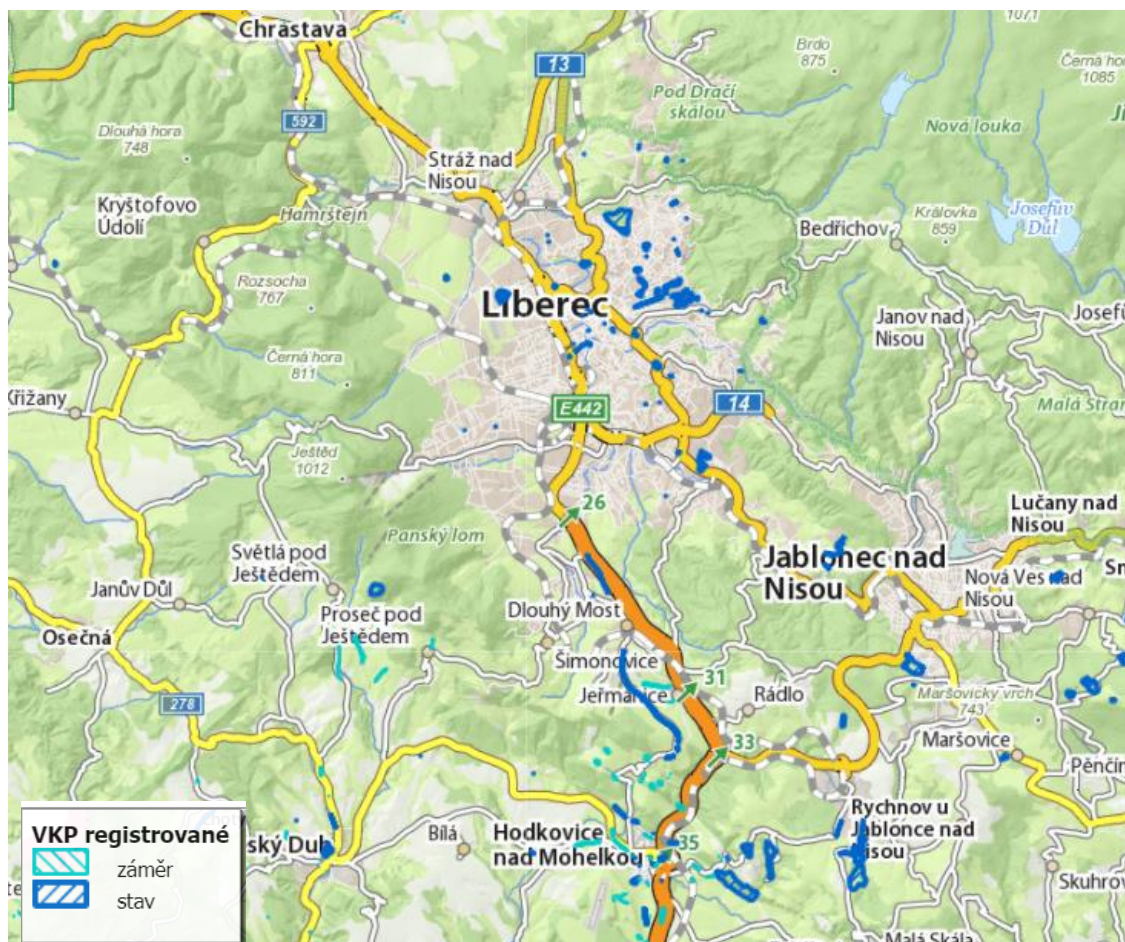 1071
Chrastava
13
Brdo
875
Černá hora
1085
Pod Dračí
skálou
Nová louka
592
Dlouhá hora
748
Stráž nad
Nisou
Kryštofovo
Údolí
Hamrštejn
Královka
859
Josefův
Důl
Bedřichov
Rozsocha
767
Liberec
Janov nad
Nisou
Černá hora
811
Křižany
E442
14
Malá Stran
Ještěd
1012
26
Lučany nad
Nisou
Panský lom
Světlá pod
Ještědem
Jablonec nad
Nisou
Janův Důl
Nová Ves nad
Nisou
Dlouhý Most
Proseč pod
Ještědem
Osečná
Šimonovice
31
Jeřmanice
Rádlo
278
Maršovický vrch
743
33
Maršovice
Pěnčín
VKP registrované
záměr
stav
ský Dub
Bílá
Hodkovice
nad Mohelkou
35
Rychnov u
Jablonce nad
Nisou
Skuhrov
Malá Skála